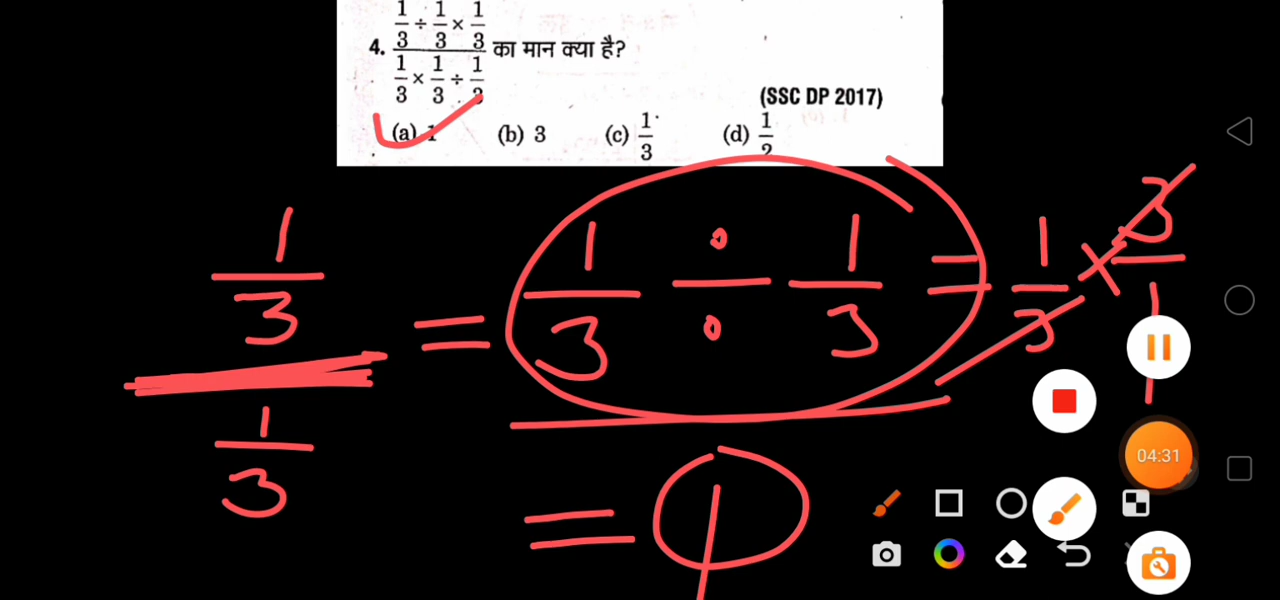 1/3 ÷ 1/3 × 1/3
4. ───────── का मान क्या है?
1/3 × 1/3 ÷ 1/3
(SSC DP 2017)
(a) 1 (b) 3 (c) 1/3 (d) 1/2
1/3 / 1/3 = 1/3 ÷ 1/3 = 1/3 × 3/1
= 1
04:31